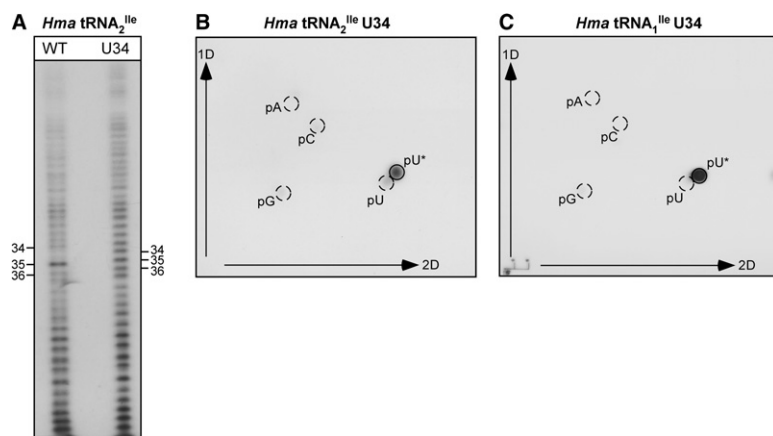 A
Hma tRNA2Ile
WT U34
34
35
36
34
35
36
B
Hma tRNA2Ile U34
1D
pA
pC
pU*
pG
pU
2D
C
Hma tRNA1Ile U34
1D
pA
pC
pU*
pG
pU
2D